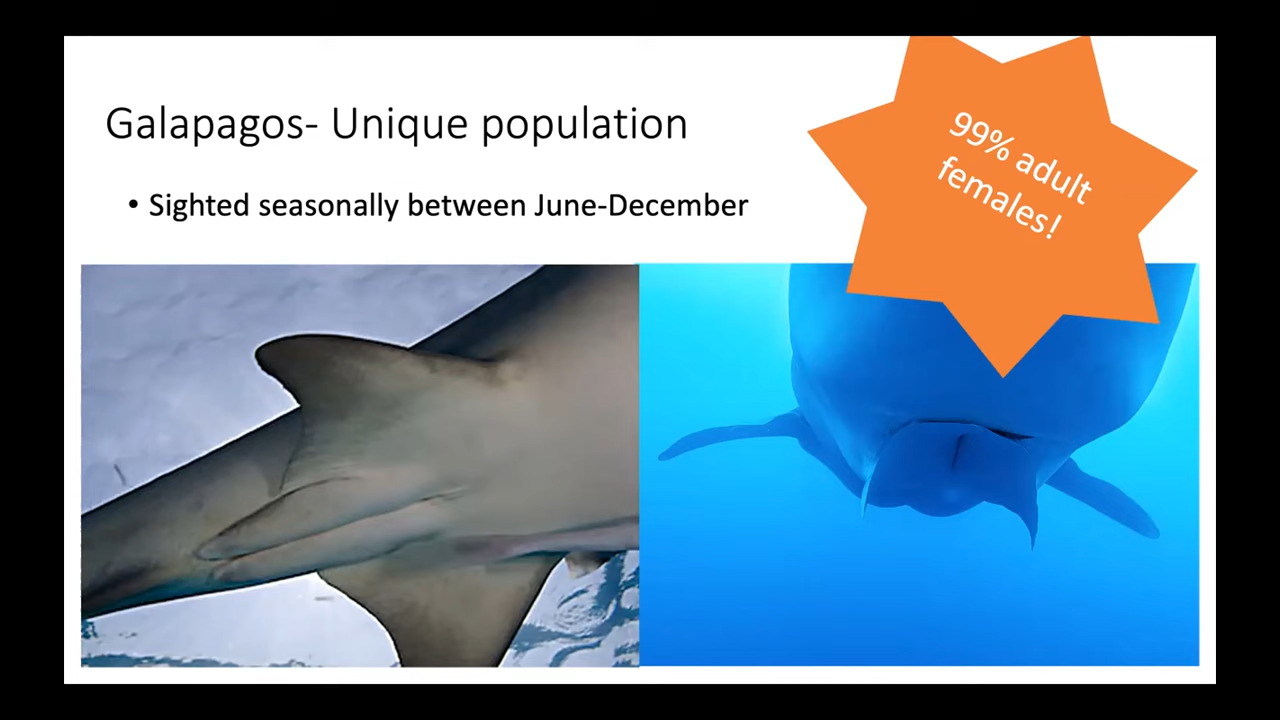 Galapagos- Unique population
• Sighted seasonally between June-December
99% adult
females!